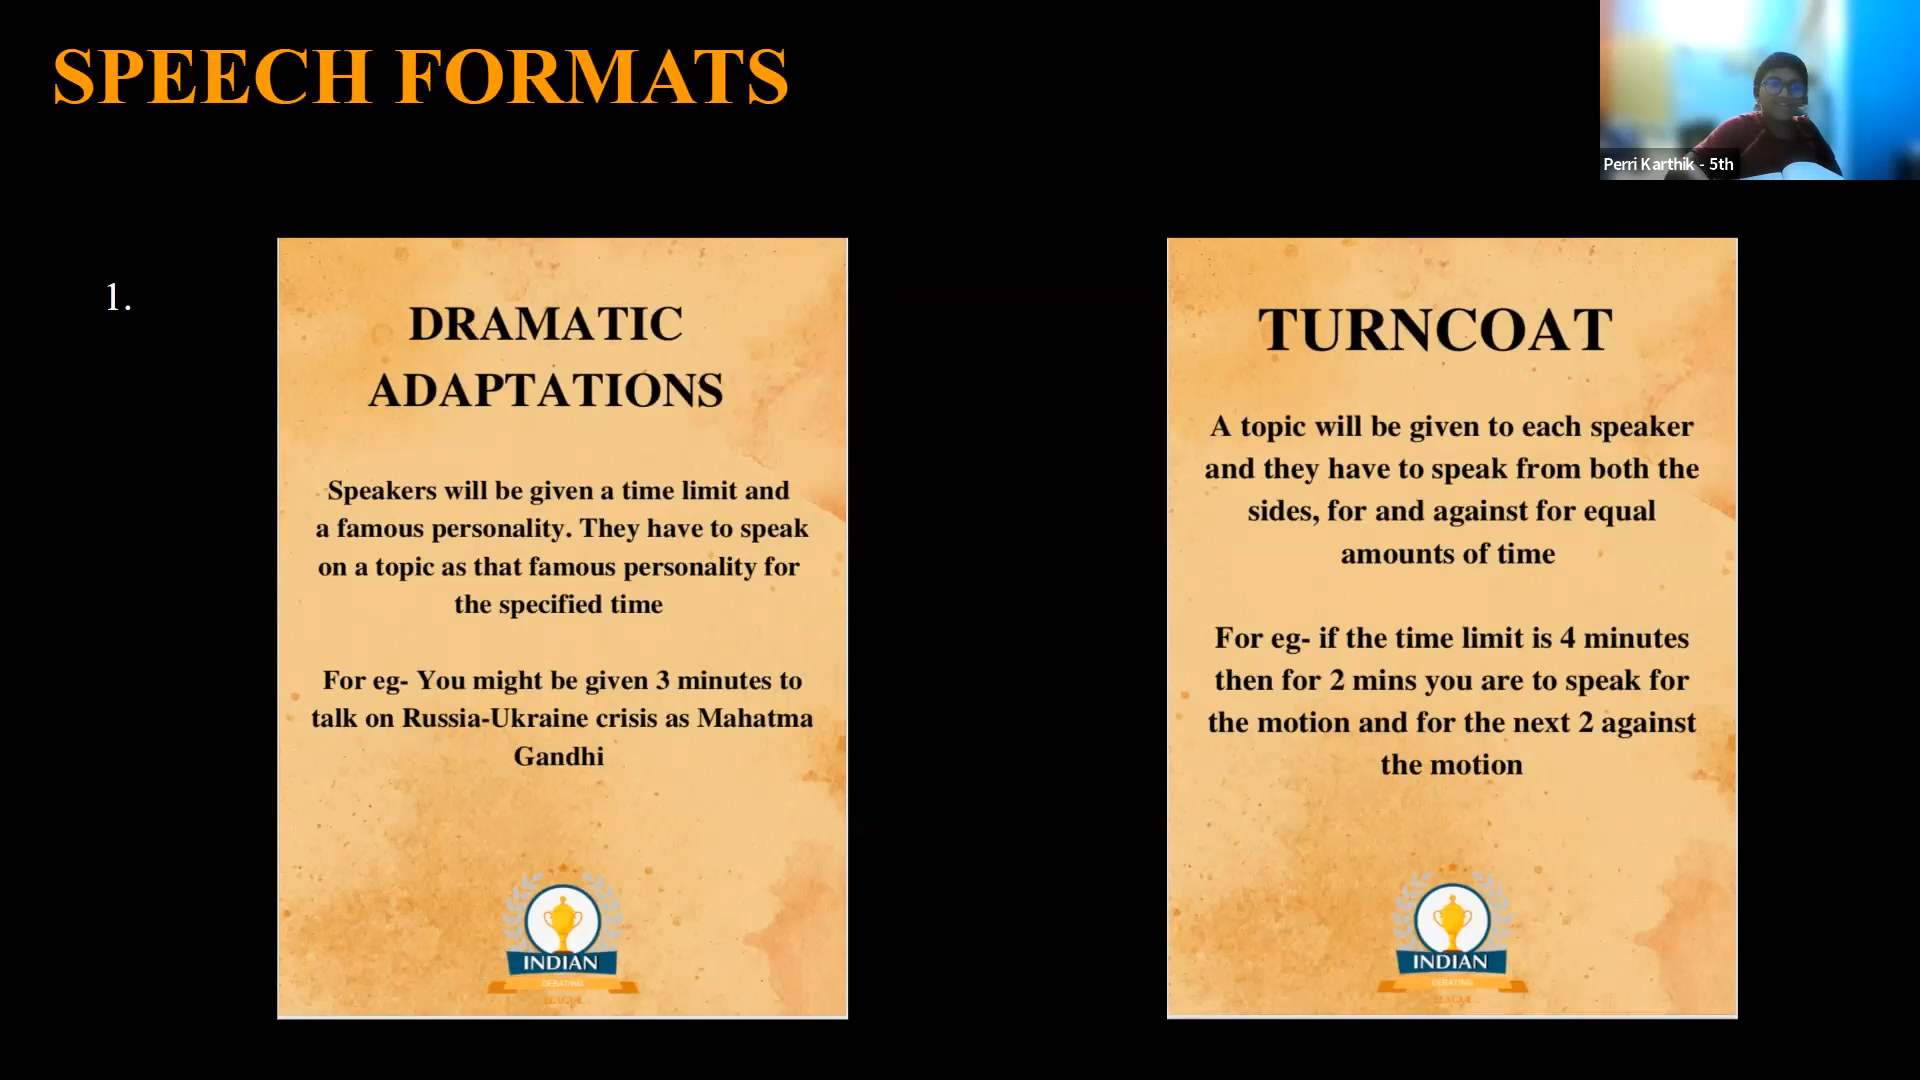 SPEECH FORMATS
Perri Karthik - 5th
1.
DRAMATIC
ADAPTATIONS
Speakers will be given a time limit and
a famous personality. They have to speak
on a topic as that famous personality for
the specified time
For eg- You might be given 3 minutes to
talk on Russia-Ukraine crisis as Mahatma
Gandhi
INDIAN
DEBATING
LEAGUE
TURNCOAT
A topic will be given to each speaker
and they have to speak from both the
sides, for and against for equal
amounts of time
For eg- if the time limit is 4 minutes
then for 2 mins you are to speak for
the motion and for the next 2 against
the motion
INDIAN
DEBATING
LEAGUE